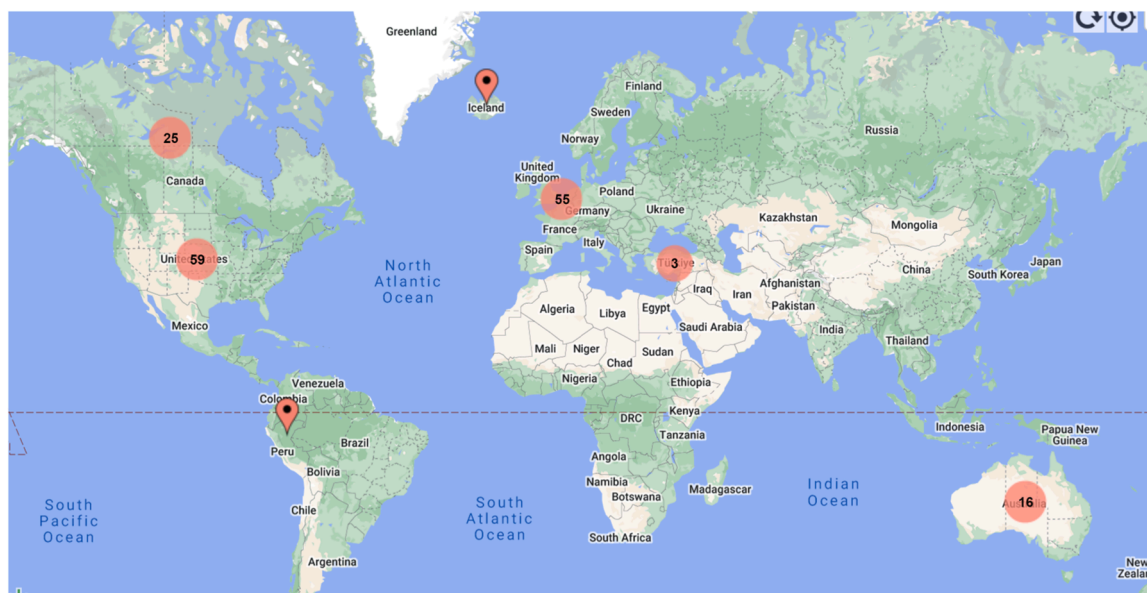 Greenland
Iceland
Finland
Sweden
Norway
Russia
25
Canada
United
Kingdom
55
Poland
Germany
Ukraine
France
Kazakhstan
Mongolia
Italy
Spain
59
United States
3
Türkiye
Japan
China
South Korea
North
Atlantic
Ocean
Iraq
Iran
Afghanistan
Pakistan
Algeria
Libya
Egypt
Mexico
Saudi Arabia
India
Thailand
Mali
Niger
Chad
Sudan
Nigeria
Ethiopia
Venezuela
Colombia
DRC
Kenya
Indonesia
Papua New
Guinea
Brazil
Peru
Tanzania
Angola
Bolivia
Namibia
Botswana
Madagascar
Indian
Ocean
16
Australia
South
Pacific
Ocean
Chile
South
Atlantic
Ocean
South Africa
Argentina
New